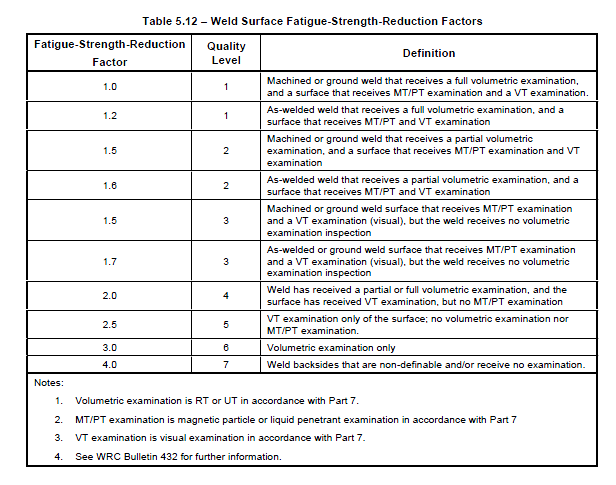 Table 5.12 – Weld Surface Fatigue-Strength-Reduction Factors
Fatigue-Strength-Reduction
Factor
Quality
Level
Definition
1.0
1
Machined or ground weld that receives a full volumetric examination,
and a surface that receives MT/PT examination and a VT examination.
1.2
1
As-welded weld that receives a full volumetric examination, and a
surface that receives MT/PT and VT examination
1.5
2
Machined or ground weld that receives a partial volumetric
examination, and a surface that receives MT/PT examination and VT
examination
1.6
2
As-welded weld that receives a partial volumetric examination, and a
surface that receives MT/PT and VT examination
1.5
3
Machined or ground weld surface that receives MT/PT examination
and a VT examination (visual), but the weld receives no volumetric
examination inspection
1.7
3
As-welded or ground weld surface that receives MT/PT examination
and a VT examination (visual), but the weld receives no volumetric
examination inspection
2.0
4
Weld has received a partial or full volumetric examination, and the
surface has received VT examination, but no MT/PT examination
2.5
5
VT examination only of the surface; no volumetric examination nor
MT/PT examination.
3.0
6
Volumetric examination only
4.0
7
Weld backsides that are non-definable and/or receive no examination.
Notes:
1. Volumetric examination is RT or UT in accordance with Part 7.
2. MT/PT examination is magnetic particle or liquid penetrant examination in accordance with Part 7
3. VT examination is visual examination in accordance with Part 7.
4. See WRC Bulletin 432 for further information.